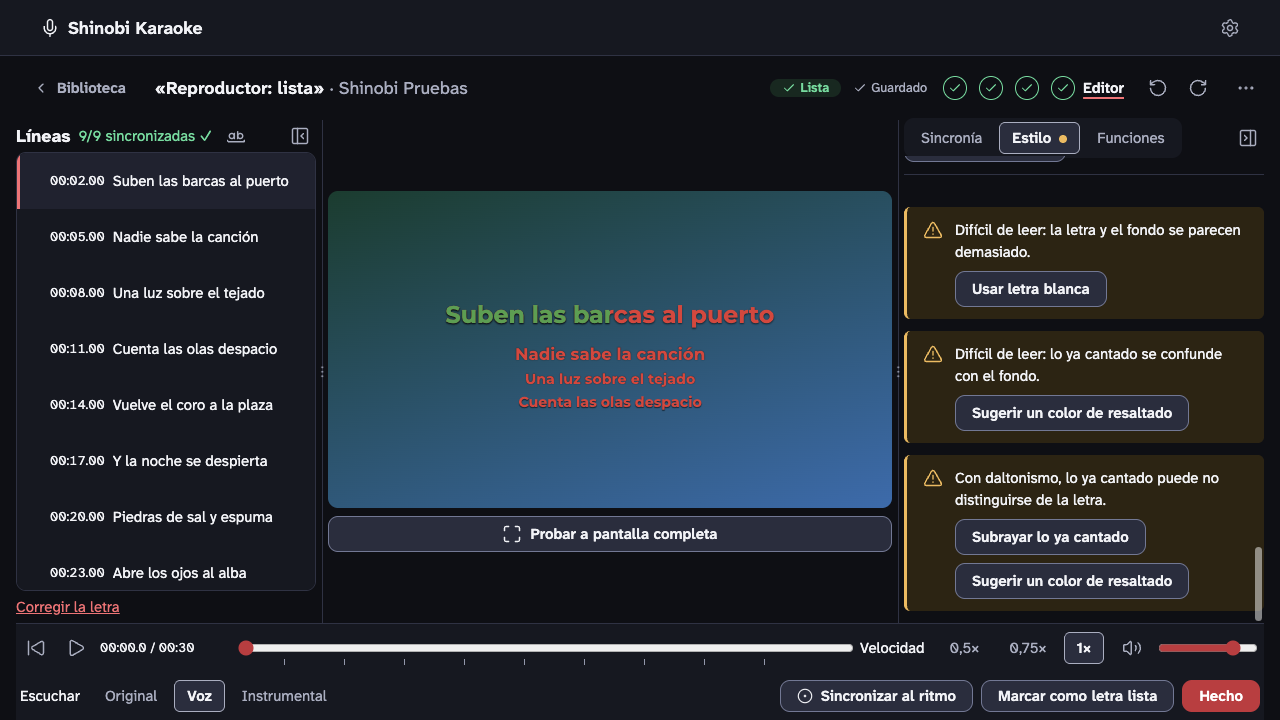 Shinobi Karaoke
Biblioteca
«Reproductor: lista» · Shinobi Pruebas
Lista
Guardado
Editor
Líneas 9/9 sincronizadas
ab
00:02.00 Suben las barcas al puerto
00:05.00 Nadie sabe la canción
00:08.00 Una luz sobre el tejado
00:11.00 Cuenta las olas despacio
00:14.00 Vuelve el coro a la plaza
00:17.00 Y la noche se despierta
00:20.00 Piedras de sal y espuma
00:23.00 Abre los ojos al alba
Corregir la letra
Suben las barcas al puerto
Nadie sabe la canción
Una luz sobre el tejado
Cuenta las olas despacio
Probar a pantalla completa
Sincronía
Estilo
Funciones
Difícil de leer: la letra y el fondo se parecen
demasiado.
Usar letra blanca
Difícil de leer: lo ya cantado se confunde
con el fondo.
Sugerir un color de resaltado
Con daltonismo, lo ya cantado puede no
distinguirse de la letra.
Subrayar lo ya cantado
Sugerir un color de resaltado
00:00.0 / 00:30
Velocidad
0,5×
0,75×
1×
Escuchar
Original
Voz
Instrumental
Sincronizar al ritmo
Marcar como letra lista
Hecho